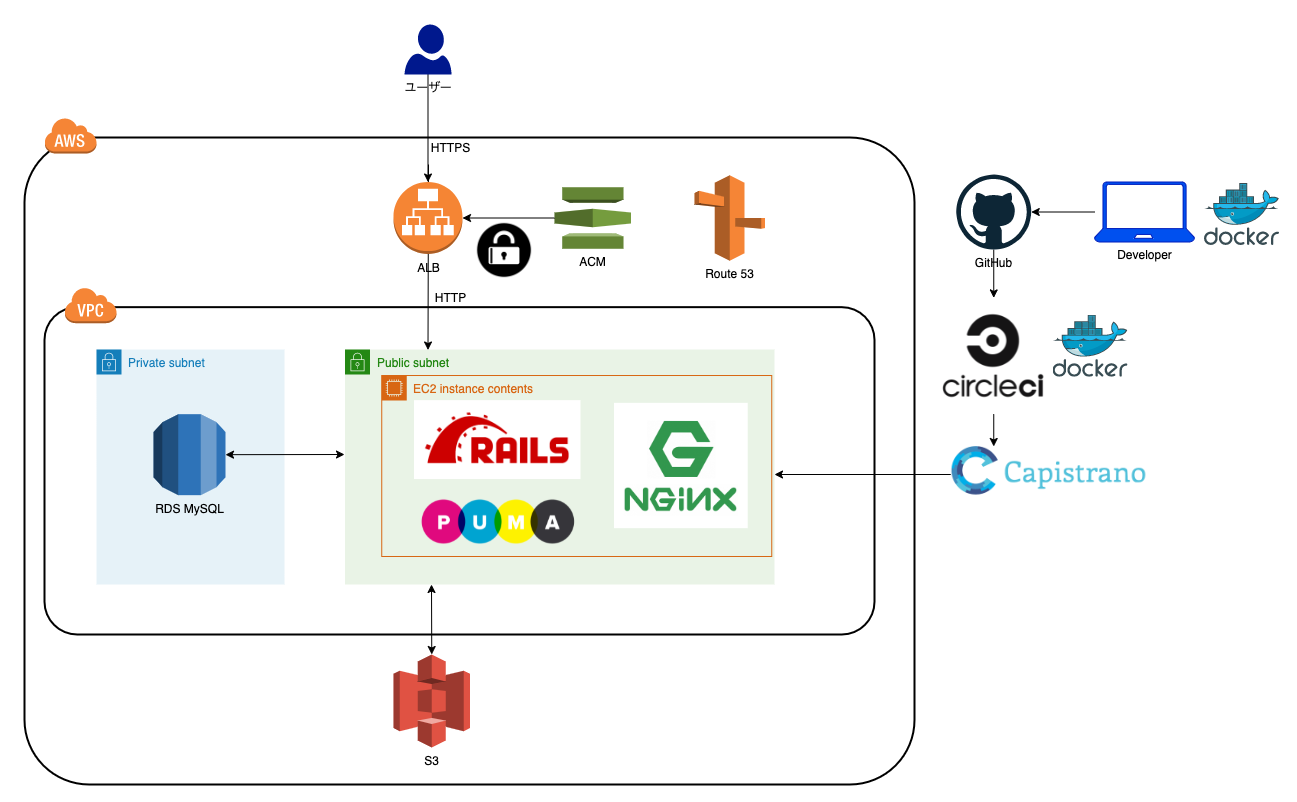 ユーザー
AWS
HTTPS
ALB
ACM
Route 53
HTTP
VPC
Private subnet
RDS MySQL
Public subnet
EC2 instance contents
RAILS
NGiNX
PUMA
S3
GitHub
Developer
docker
circleci
docker
Capistrano